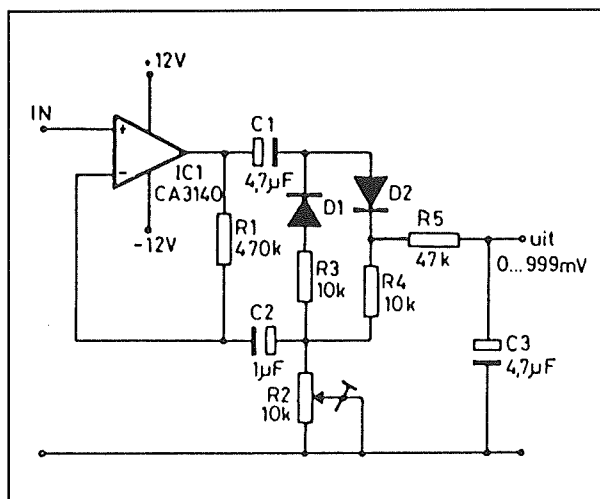 +12V
IN
+
-
IC1
CA3140
-12V
C1
4,7µF
D1
D2
R1
470k
R3
10k
R4
10k
R5
47k
uit
0...999mV
C2
1µF
R2
10k
C3
4,7µF